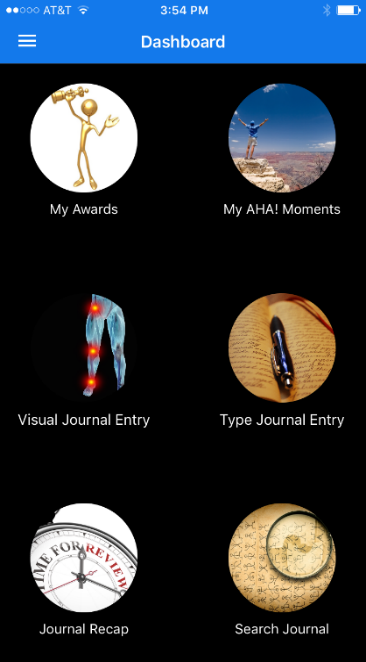 AT&T 3:54 PM
Dashboard
My Awards
My AHA! Moments
Visual Journal Entry
Type Journal Entry
TIME FOR REVIEW
Journal Recap
Search Journal